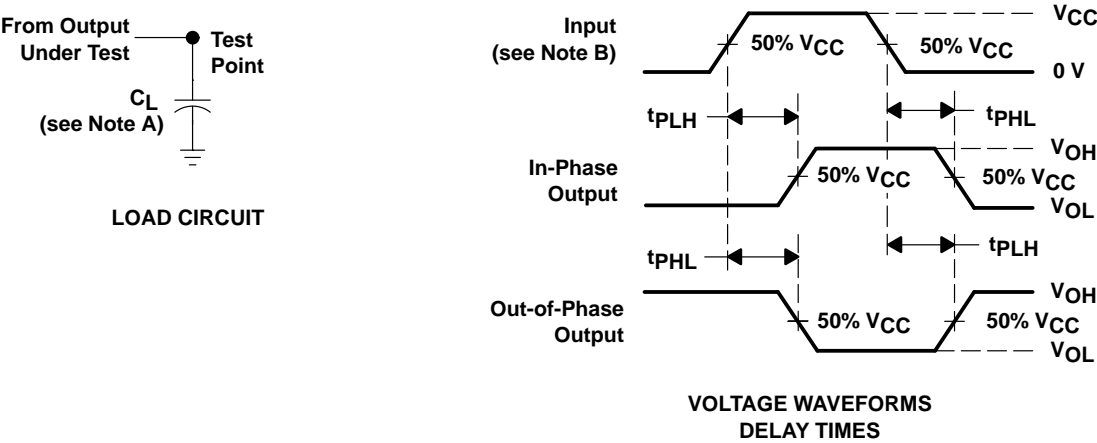 From Output
Under Test
Test
Point
CL
(see Note A)
LOAD CIRCUIT
Input
(see Note B)
50% VCC
50% VCC
VCC
0 V
tPLH
tPHL
In-Phase
Output
50% VCC
50% VCC
VOH
VOL
tPHL
tPLH
Out-of-Phase
Output
50% VCC
50% VCC
VOH
VOL
VOLTAGE WAVEFORMS
DELAY TIMES